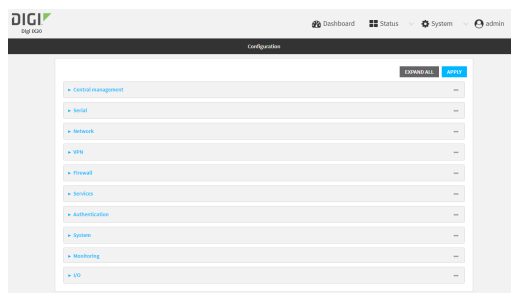 DIGI
Digi IX20
Dashboard
Status
System
admin
Configuration
EXPAND ALL
APPLY
Central management
Serial
Network
VPN
Firewall
Services
Authentication
System
Monitoring
I/O